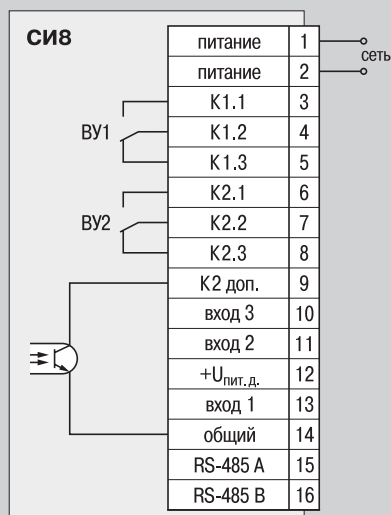 СИ8
питание 1
сеть
питание 2
К1.1 3
ВУ1 К1.2 4
К1.3 5
К2.1 6
ВУ2 К2.2 7
К2.3 8
К2 доп. 9
вход 3 10
вход 2 11
+Uпит.д. 12
вход 1 13
общий 14
RS-485 A 15
RS-485 B 16